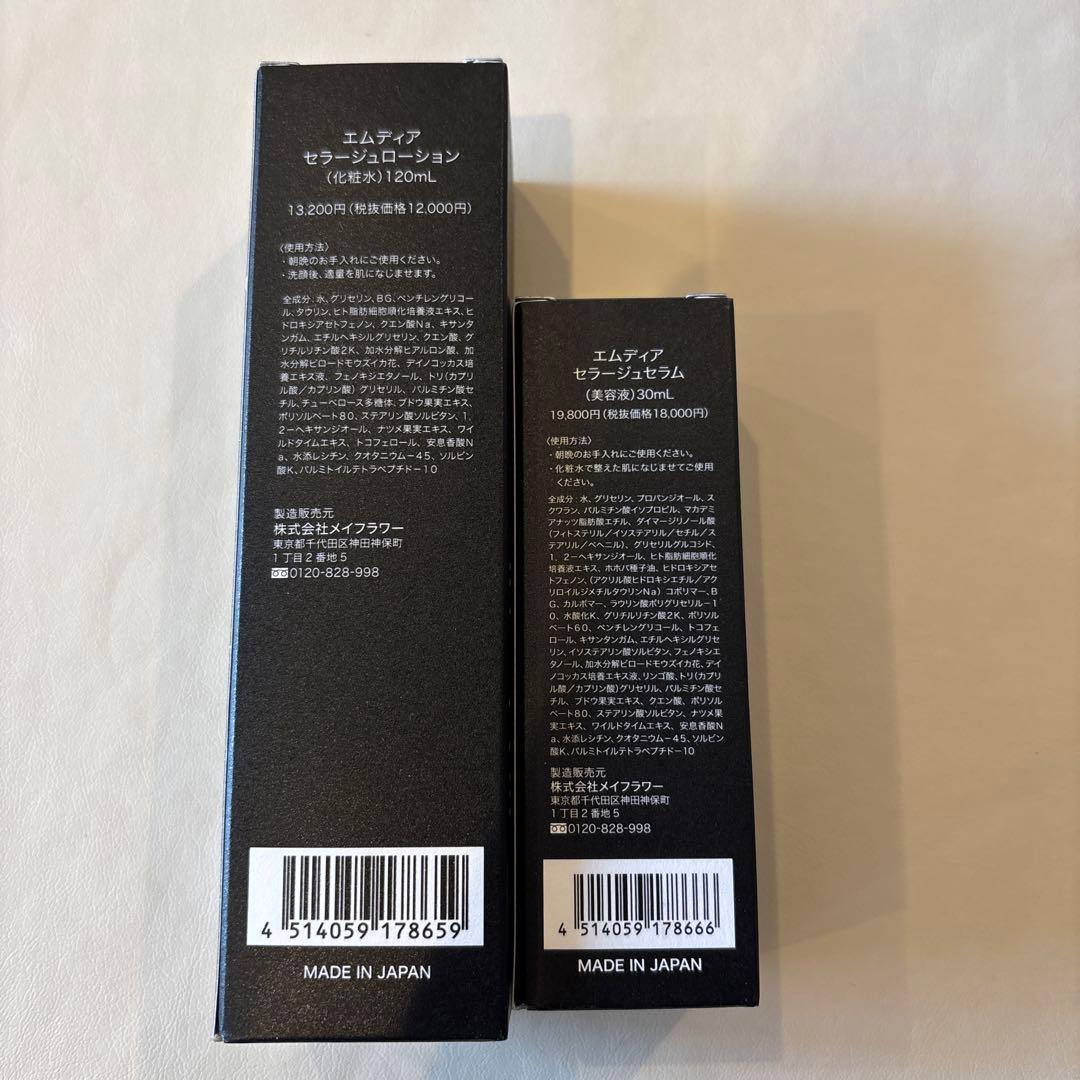 エムディア
セラージュローション
（化粧水）120mL
13,200円（税抜価格12,000円）
〈使用方法〉
・朝晩のお手入れにご使用ください。
・洗顔後、適量を肌になじませます。
全成分：水、グリセリン、BG、ペンチレングリコー
ル、タウリン、ヒト脂肪細胞順化培養液エキス、ヒ
ドロキシアセトフェノン、クエン酸Na、キサンタ
ンガム、エチルヘキシルグリセリン、クエン酸、グ
リチルリチン酸2K、加水分解ヒアルロン酸、加
水分解ビロードモウズイカ花、デイノコッカス培
養エキス液、フェノキシエタノール、トリ（カプリ
ル酸／カプリン酸）グリセリル、パルミチン酸セ
チル、チューベロース多糖体、ブドウ果実エキス、
ポリソルベート80、ステアリン酸ソルビタン、1,
2－ヘキサンジオール、ナツメ果実エキス、ワイ
ルドタイムエキス、トコフェロール、安息香酸N
a、水添レシチン、クオタニウム－45、ソルビン
酸K、パルミトイルテトラペプチド－10
製造販売元
株式会社メイフラワー
東京都千代田区神田神保町
1丁目2番地5
0120-828-998
4 514059 178659
MADE IN JAPAN
エムディア
セラージュセラム
（美容液）30mL
19,800円（税抜価格18,000円）
〈使用方法〉
・朝晩のお手入れにご使用ください。
・化粧水で整えた肌になじませてご使用
ください。
全成分：水、グリセリン、プロパンジオール、ス
クワラン、パルミチン酸イソプロピル、マカデミ
アナッツ脂肪酸エチル、ダイマージリノール酸
（フィトステリル／イソステアリル／セチル／ス
テアリル／ベヘニル）、グリセリルグルコシド、
1,2－ヘキサンジオール、ヒト脂肪細胞順化
培養液エキス、ホホバ種子油、ヒドロキシアセ
トフェノン、（アクリル酸ヒドロキシエチル／アク
リロイルジメチルタウリンNa）コポリマー、B
G、カルボマー、ラウリン酸ポリグリセリル－1
0、水酸化K、グリチルリチン酸2K、ポリソル
ベート60、ペンチレングリコール、トコフェ
ロール、キサンタンガム、エチルヘキシルグリセ
リン、イソステアリン酸ソルビタン、フェノキシエ
タノール、加水分解ビロードモウズイカ花、デイ
ノコッカス培養エキス液、リンゴ酸、トリ（カプリ
ル酸／カプリン酸）グリセリル、パルミチン酸セ
チル、ブドウ果実エキス、クエン酸、ポリソル
ベート80、ステアリン酸ソルビタン、ナツメ果
実エキス、ワイルドタイムエキス、安息香酸N
a、水添レシチン、クオタニウム－45、ソルビン
酸K、パルミトイルテトラペプチド－10
製造販売元
株式会社メイフラワー
東京都千代田区神田神保町
1丁目2番地5
0120-828-998
4 514059 178666
MADE IN JAPAN